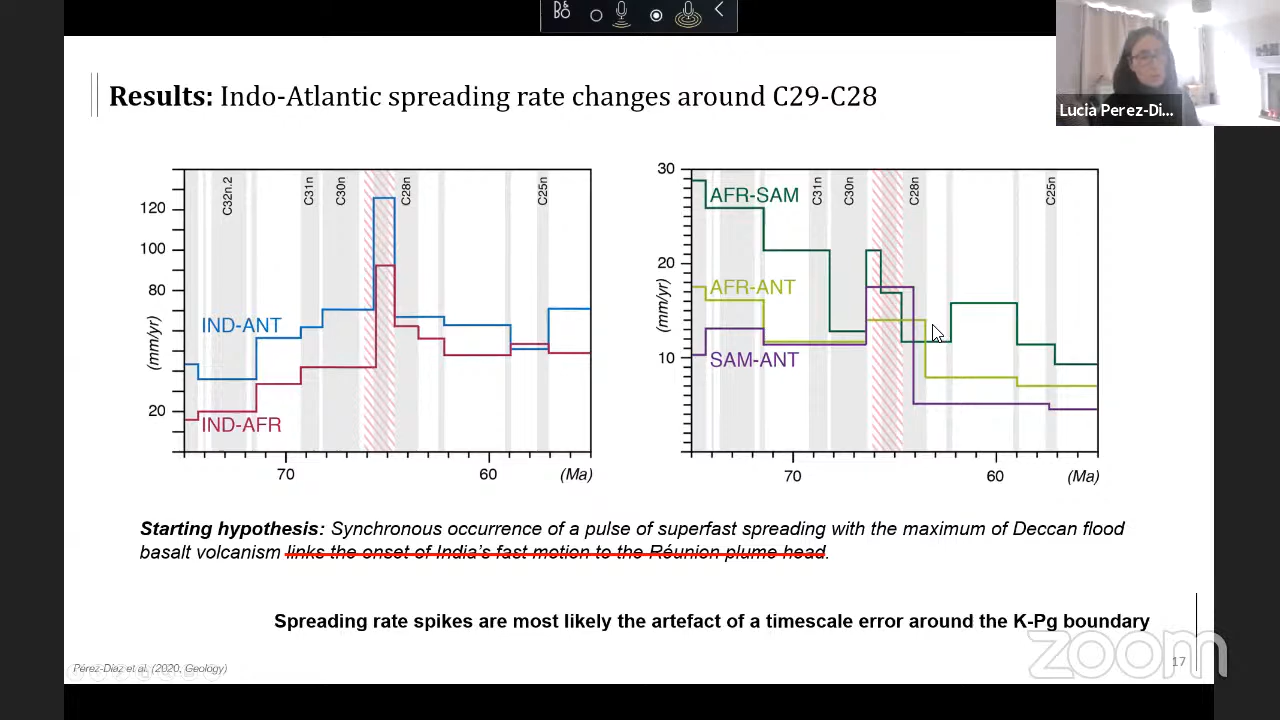 Results: Indo-Atlantic spreading rate changes around C29-C28
Lucia Perez-Di...
120
100
80
20
(mm/yr)
C32n.2
C31n
C30n
C28n
C25n
IND-ANT
IND-AFR
70
60
(Ma)
30
20
10
(mm/yr)
C31n
C30n
C28n
C25n
AFR-SAM
AFR-ANT
SAM-ANT
70
60
(Ma)
Starting hypothesis: Synchronous occurrence of a pulse of superfast spreading with the maximum of Deccan flood
basalt volcanism links the onset of India's fast motion to the Réunion plume head.
Spreading rate spikes are most likely the artefact of a timescale error around the K-Pg boundary
Pérez-Díaz et al. (2020, Geology)
17
zoom